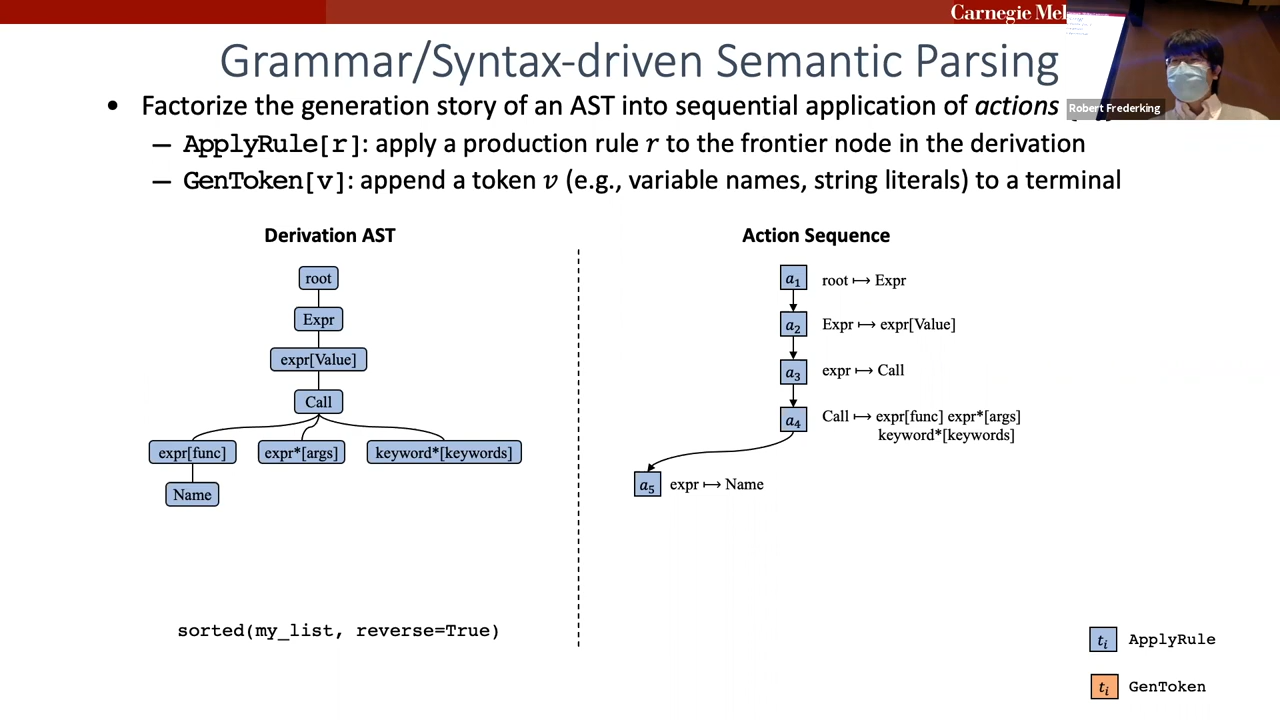 Carnegie Mel
Grammar/Syntax-driven Semantic Parsing
Robert Frederking
• Factorize the generation story of an AST into sequential application of actions
— ApplyRule[r]: apply a production rule r to the frontier node in the derivation
— GenToken[v]: append a token v (e.g., variable names, string literals) to a terminal
Derivation AST
root
Expr
expr[Value]
Call
expr[func] expr*[args] keyword*[keywords]
Name
sorted(my_list, reverse=True)
Action Sequence
a₁ root ↦ Expr
a₂ Expr ↦ expr[Value]
a₃ expr ↦ Call
a₄ Call ↦ expr[func] expr*[args]
keyword*[keywords]
a₅ expr ↦ Name
tᵢ ApplyRule
tᵢ GenToken